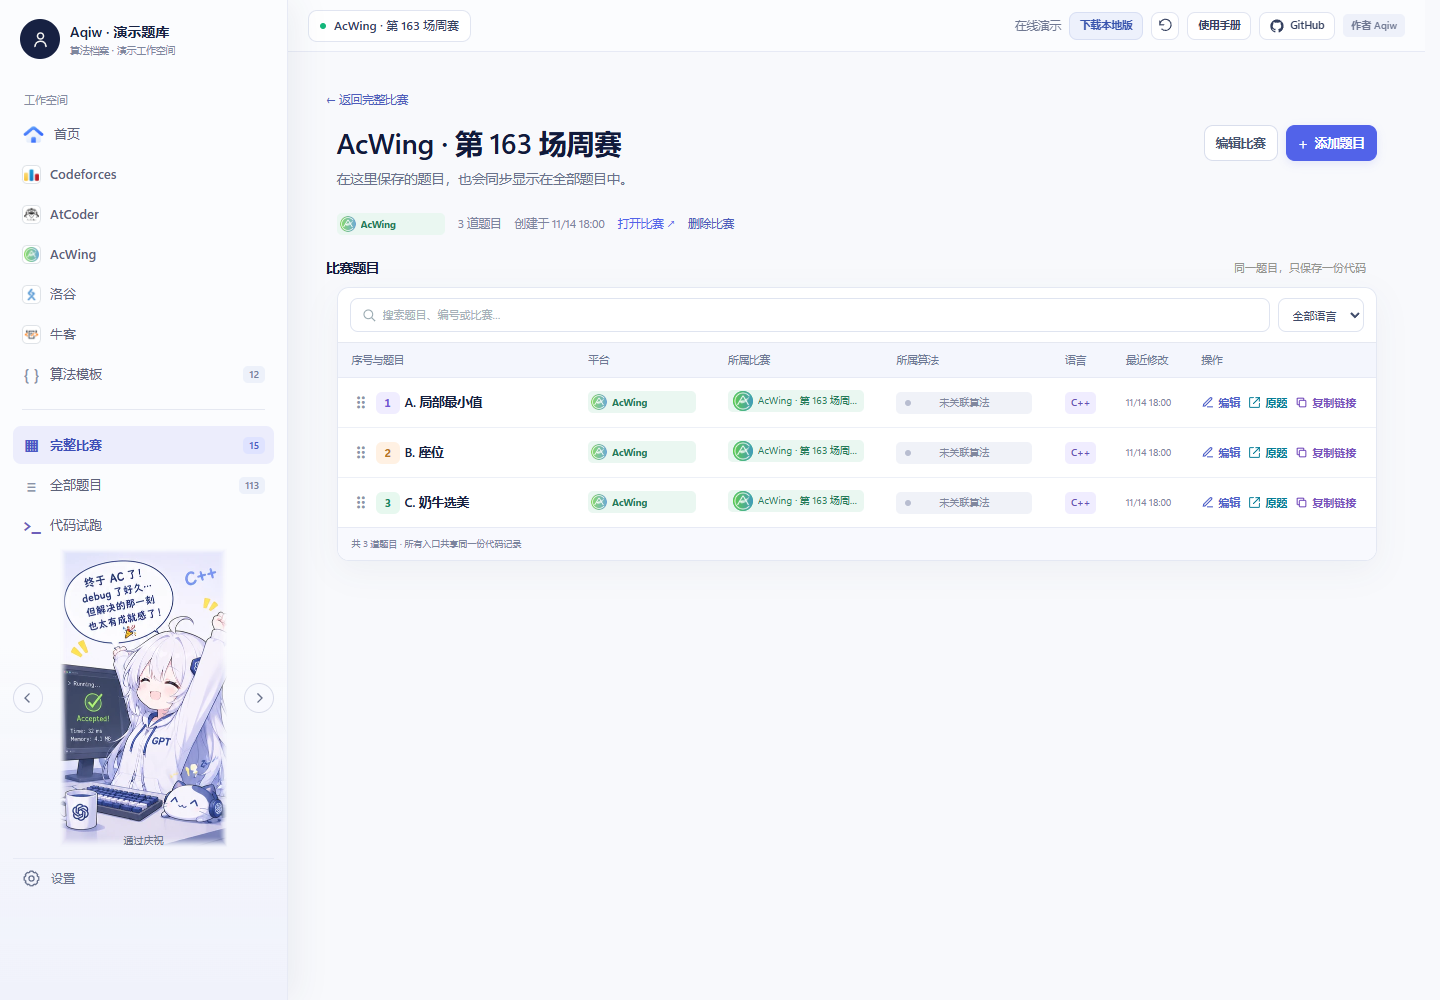 Aqiw · 演示题库
算法档案 · 演示工作空间
工作空间
首页
Codeforces
AtCoder
AcWing
洛谷
牛客
{ } 算法模板 12
完整比赛 15
全部题目 113
代码试跑
终于 AC 了！
debug 了好久…
但解决的那一刻
也太有成就感了！
C++
> Running...
Accepted!
Time: 32 ms
Memory: 4.3 MB
GPT
通过庆祝
设置
AcWing · 第 163 场周赛
在线演示 下载本地版 使用手册 GitHub 作者 Aqiw
← 返回完整比赛
AcWing · 第 163 场周赛
编辑比赛 + 添加题目
在这里保存的题目，也会同步显示在全部题目中。
AcWing 3 道题目 创建于 11/14 18:00 打开比赛 ↗ 删除比赛
比赛题目 同一题目，只保存一份代码
搜索题目、编号或比赛... 全部语言
序号与题目 平台 所属比赛 所属算法 语言 最近修改 操作
1 A. 局部最小值 AcWing AcWing · 第 163 场周... 未关联算法 C++ 11/14 18:00 编辑 原题 复制链接
2 B. 座位 AcWing AcWing · 第 163 场周... 未关联算法 C++ 11/14 18:00 编辑 原题 复制链接
3 C. 奶牛选美 AcWing AcWing · 第 163 场周... 未关联算法 C++ 11/14 18:00 编辑 原题 复制链接
共 3 道题目 · 所有入口共享同一份代码记录